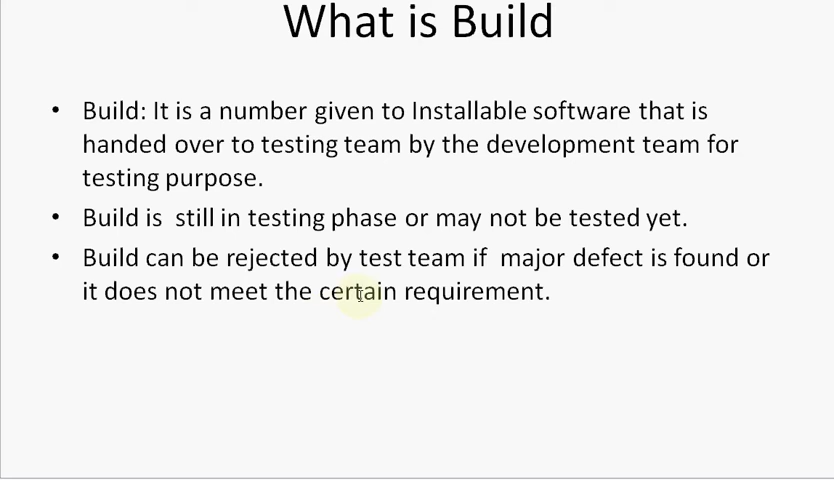 What is Build
• Build: It is a number given to Installable software that is
handed over to testing team by the development team for
testing purpose.
• Build is  still in testing phase or may not be tested yet.
• Build can be rejected by test team if  major defect is found or
it does not meet the certain requirement.